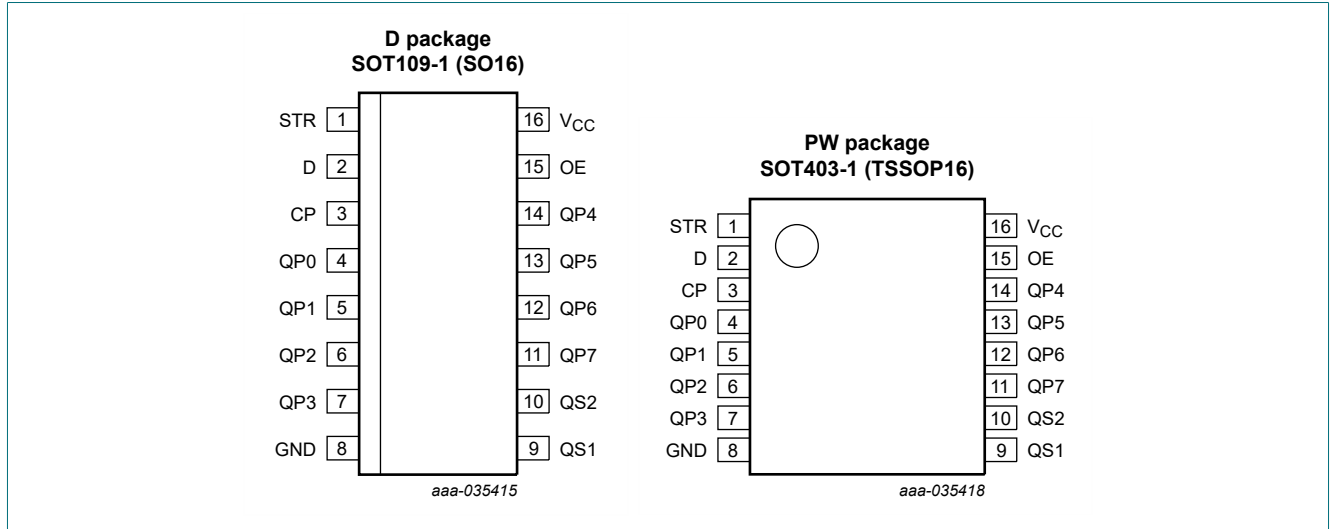 D package
SOT109-1 (SO16)
STR 1 16 VCC
D 2 15 OE
CP 3 14 QP4
QP0 4 13 QP5
QP1 5 12 QP6
QP2 6 11 QP7
QP3 7 10 QS2
GND 8 9 QS1
aaa-035415
PW package
SOT403-1 (TSSOP16)
STR 1 16 VCC
D 2 15 OE
CP 3 14 QP4
QP0 4 13 QP5
QP1 5 12 QP6
QP2 6 11 QP7
QP3 7 10 QS2
GND 8 9 QS1
aaa-035418